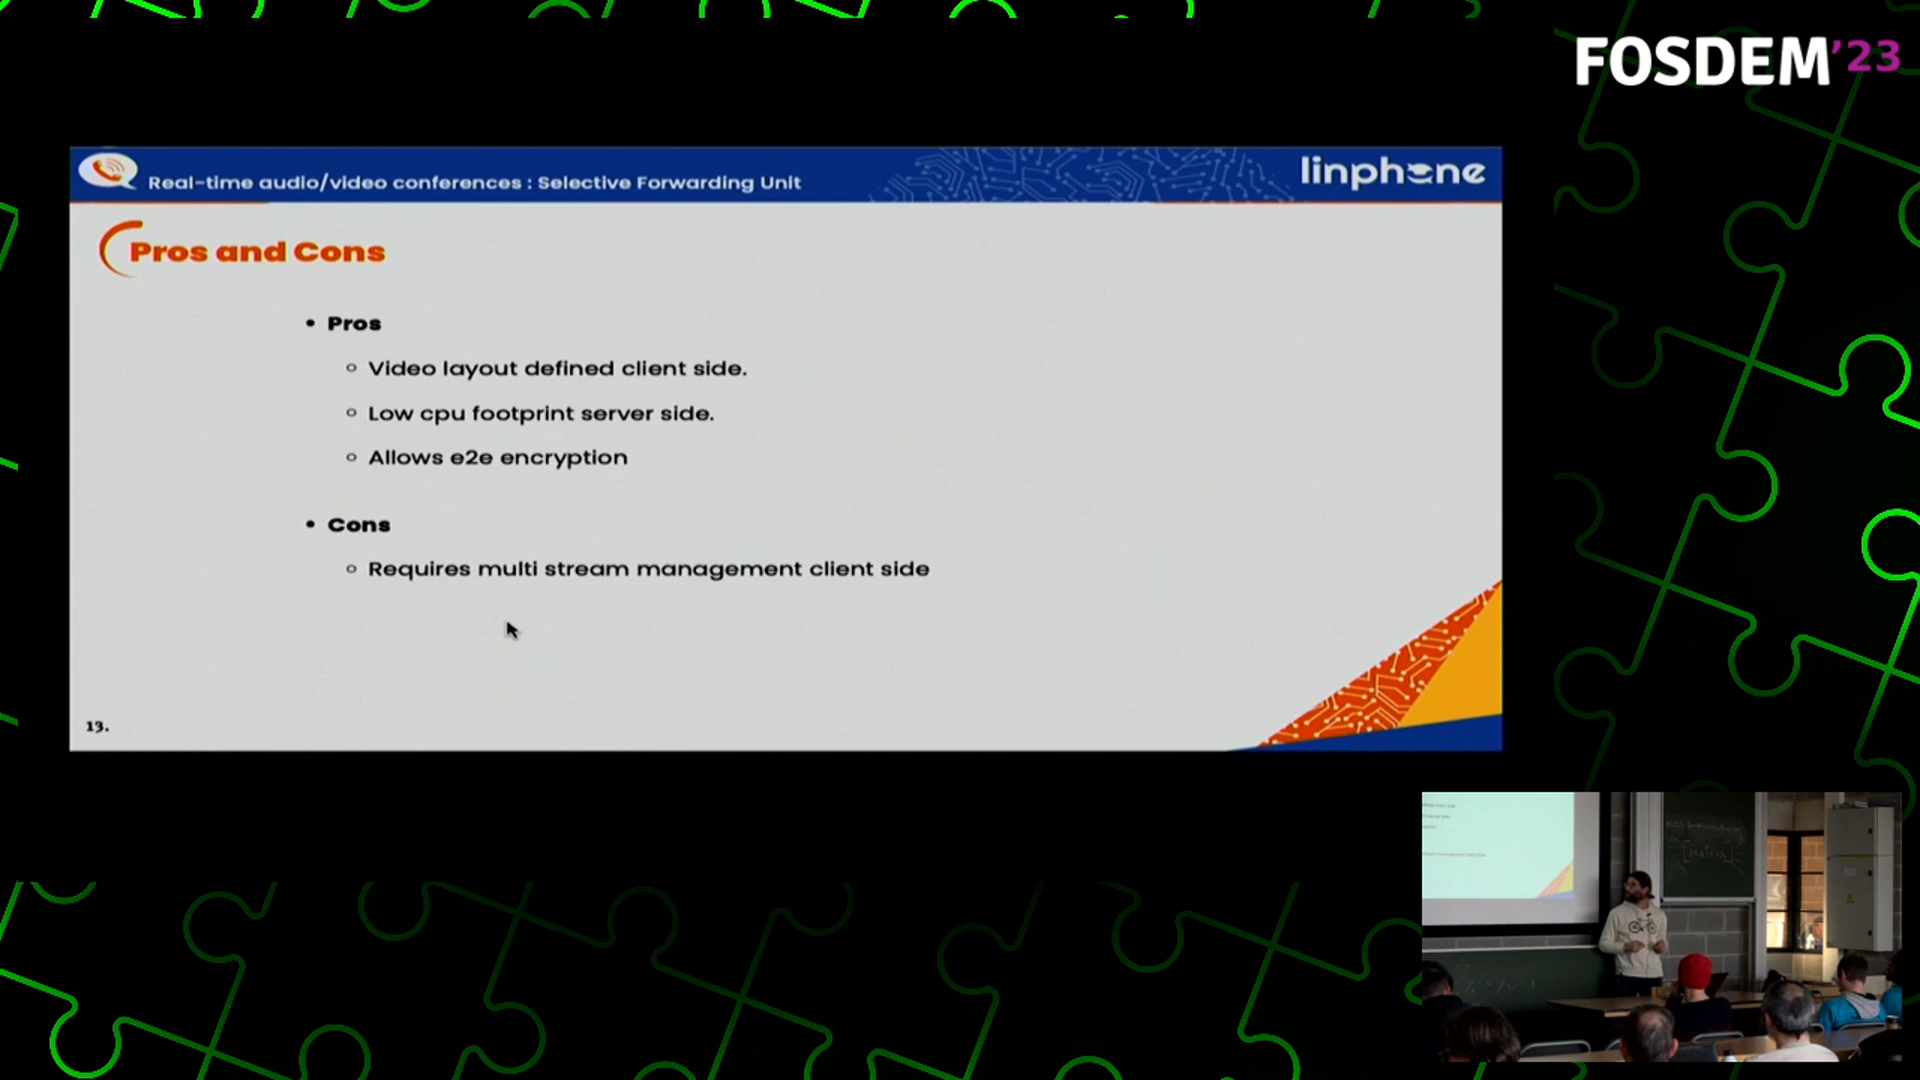 FOSDEM'23
Real-time audio/video conferences : Selective Forwarding Unit
linphone
Pros and Cons
• Pros
○ Video layout defined client side.
○ Low cpu footprint server side.
○ Allows e2e encryption
• Cons
○ Requires multi stream management client side
13.
[Matrix]